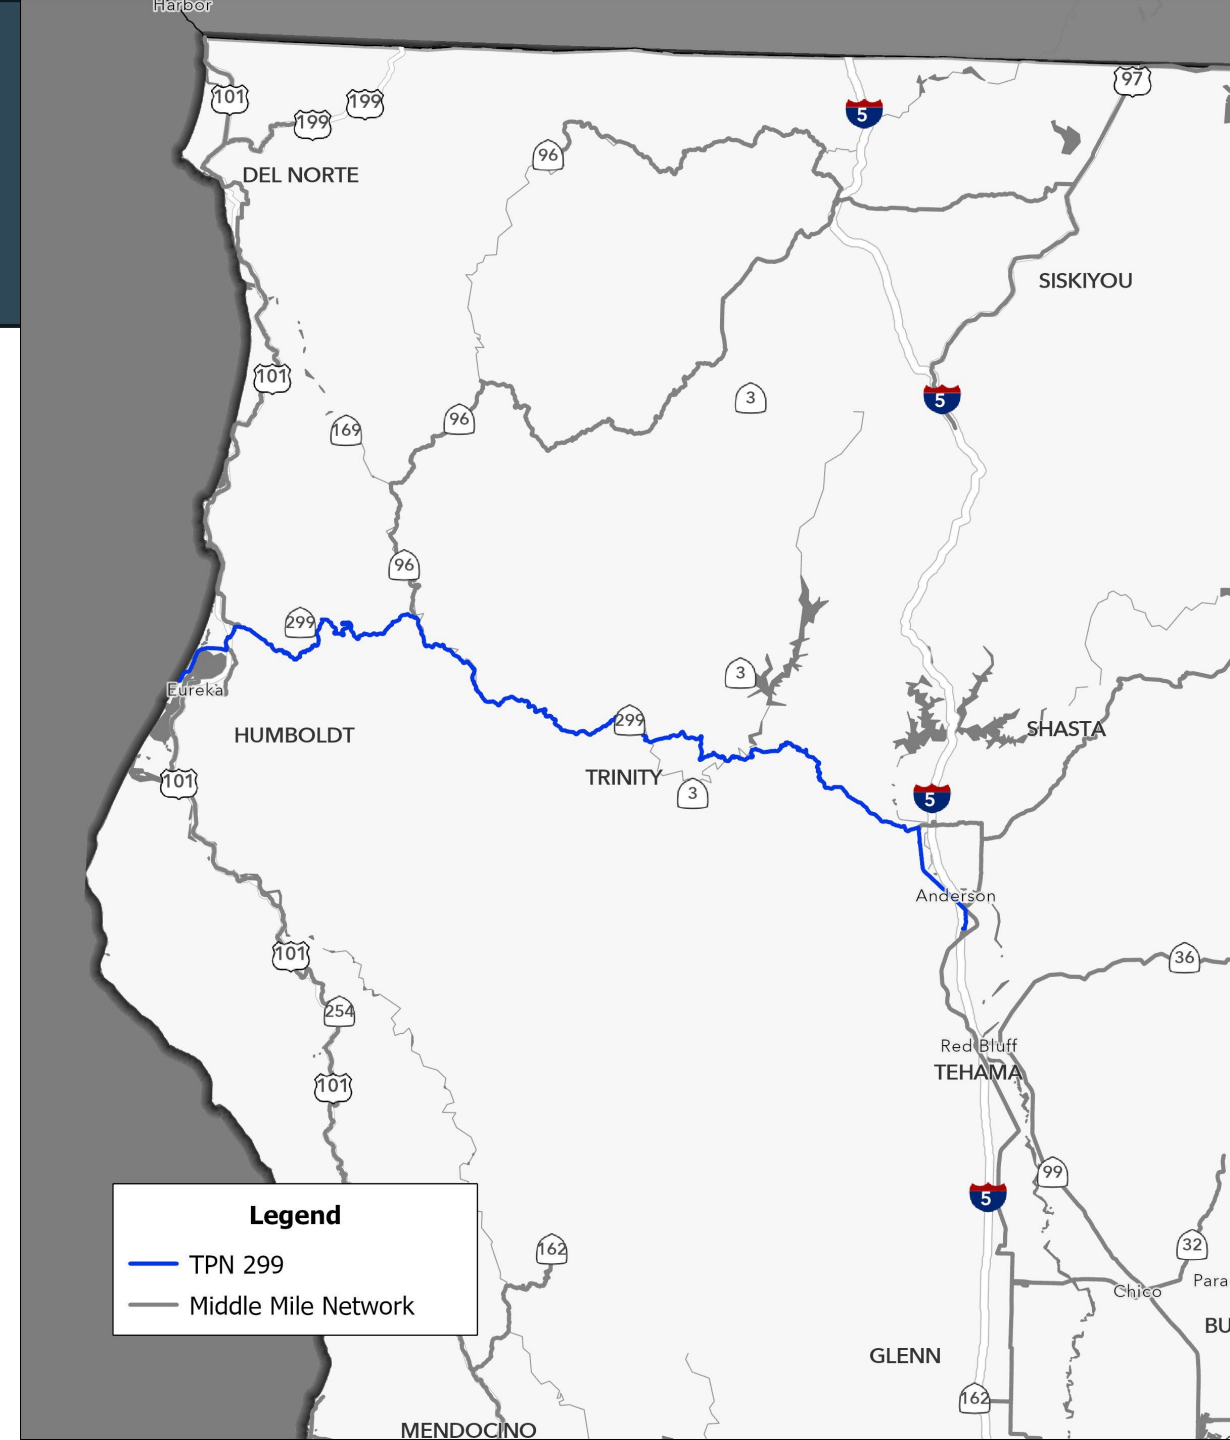 Harbor
97
101
199
199
5
96
DEL NORTE
SISKIYOU
101
3
5
96
169
96
299
3
Eureka
299
SHASTA
HUMBOLDT
TRINITY
101
3
5
Anderson
101
36
254
Red Bluff
TEHAMA
101
99
5
Legend
TPN 299
Middle Mile Network
162
32
Chico
Para
BU
GLENN
162
MENDOCINO